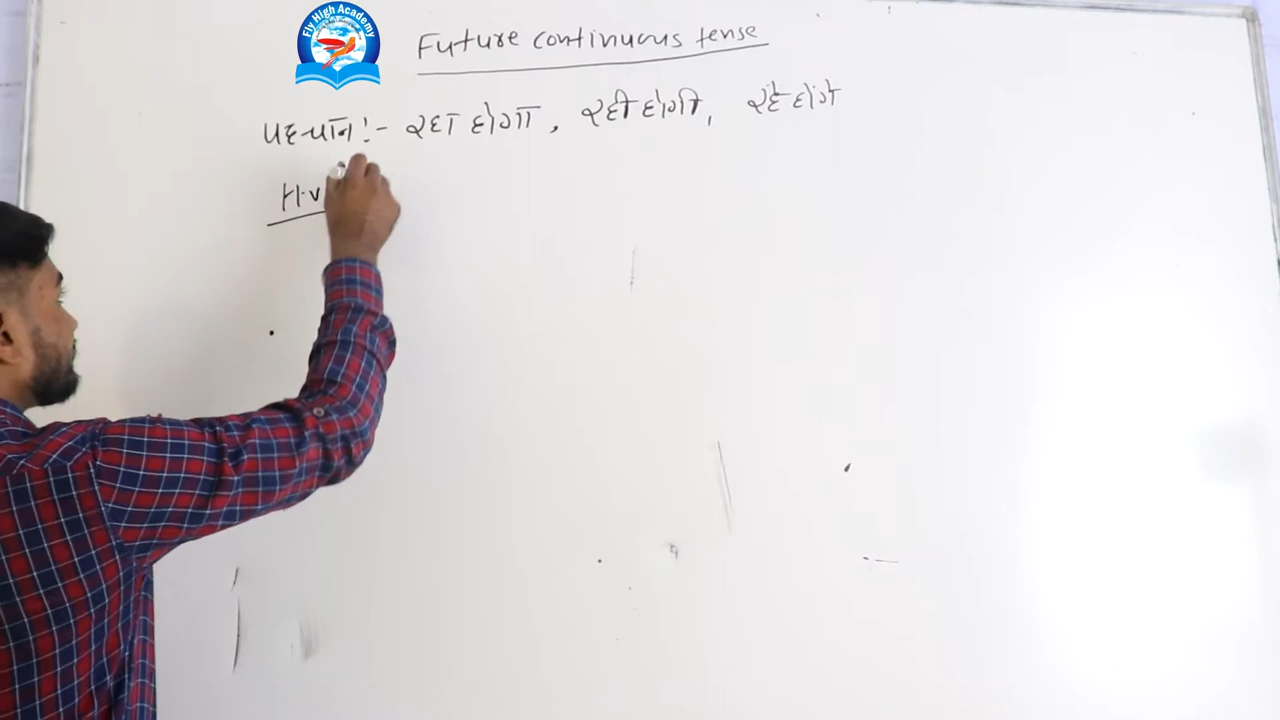 Fly High Academy
Future continuous tense
पहचान :- रहा होगा, रही होगी, रहे होंगे
H.v